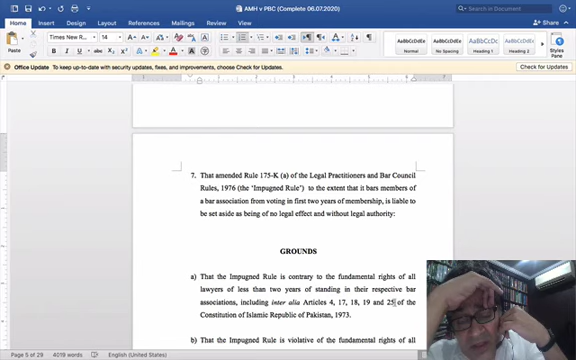 AMH v PBC (Complete 06.07.2020)
Search in Document
Home Insert Design Layout References Mailings Review View
Share
Paste Times New R... 14
AaBbCcDdEe AaBbCcDdEe AaBbCcDc AaBbCcDdEe
Normal No Spacing Heading 1 Heading 2 Styles Pane
Office Update To keep up-to-date with security updates, fixes, and improvements, choose Check for Updates. Check for Updates
7. That amended Rule 175-K (a) of the Legal Practitioners and Bar Council
Rules, 1976 (the 'Impugned Rule') to the extent that it bars members of
a bar association from voting in first two years of membership, is liable to
be set aside as being of no legal effect and without legal authority:
GROUNDS
a) That the Impugned Rule is contrary to the fundamental rights of all
lawyers of less than two years of standing in their respective bar
associations, including inter alia Articles 4, 17, 18, 19 and 25 of the
Constitution of Islamic Republic of Pakistan, 1973.
b) That the Impugned Rule is violative of the fundamental rights of all
Page 5 of 29 4019 words English (United States)